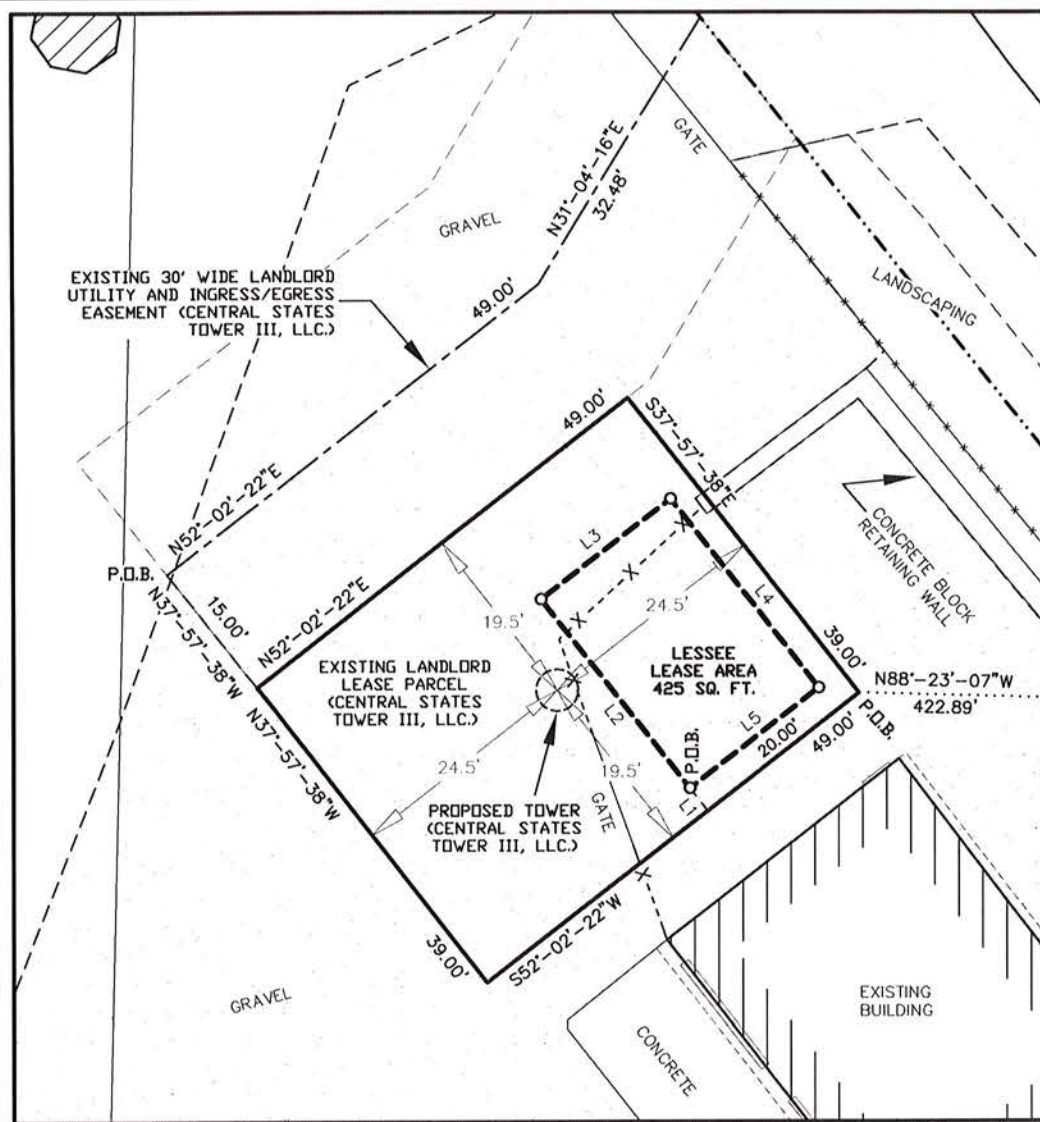 GATE
N31°-04'-16"E
32.48'
GRAVEL
LANDSCAPING
EXISTING 30' WIDE LANDLORD
UTILITY AND INGRESS/EGRESS
EASEMENT (CENTRAL STATES
TOWER III, LLC.)
49.00'
49.00'
S37°-57'-38"E
N52°-02'-22"E
P.O.B.
CONCRETE BLOCK
RETAINING WALL
L3
N37°-57'-38"W
15.00'
N52°-02'-22"E
19.5'
24.5'
L4
39.00'
EXISTING LANDLORD
LEASE PARCEL
(CENTRAL STATES
TOWER III, LLC.)
LESSEE
LEASE AREA
425 SQ. FT.
N88°-23'-07"W
422.89'
P.O.B.
N37°-57'-38"W
L2
L5
20.00'
49.00'
P.O.B.
24.5'
19.5'
L1
GATE
PROPOSED TOWER
(CENTRAL STATES
TOWER III, LLC.)
39.00'
S52°-02'-22"W
GRAVEL
EXISTING
BUILDING
CONCRETE